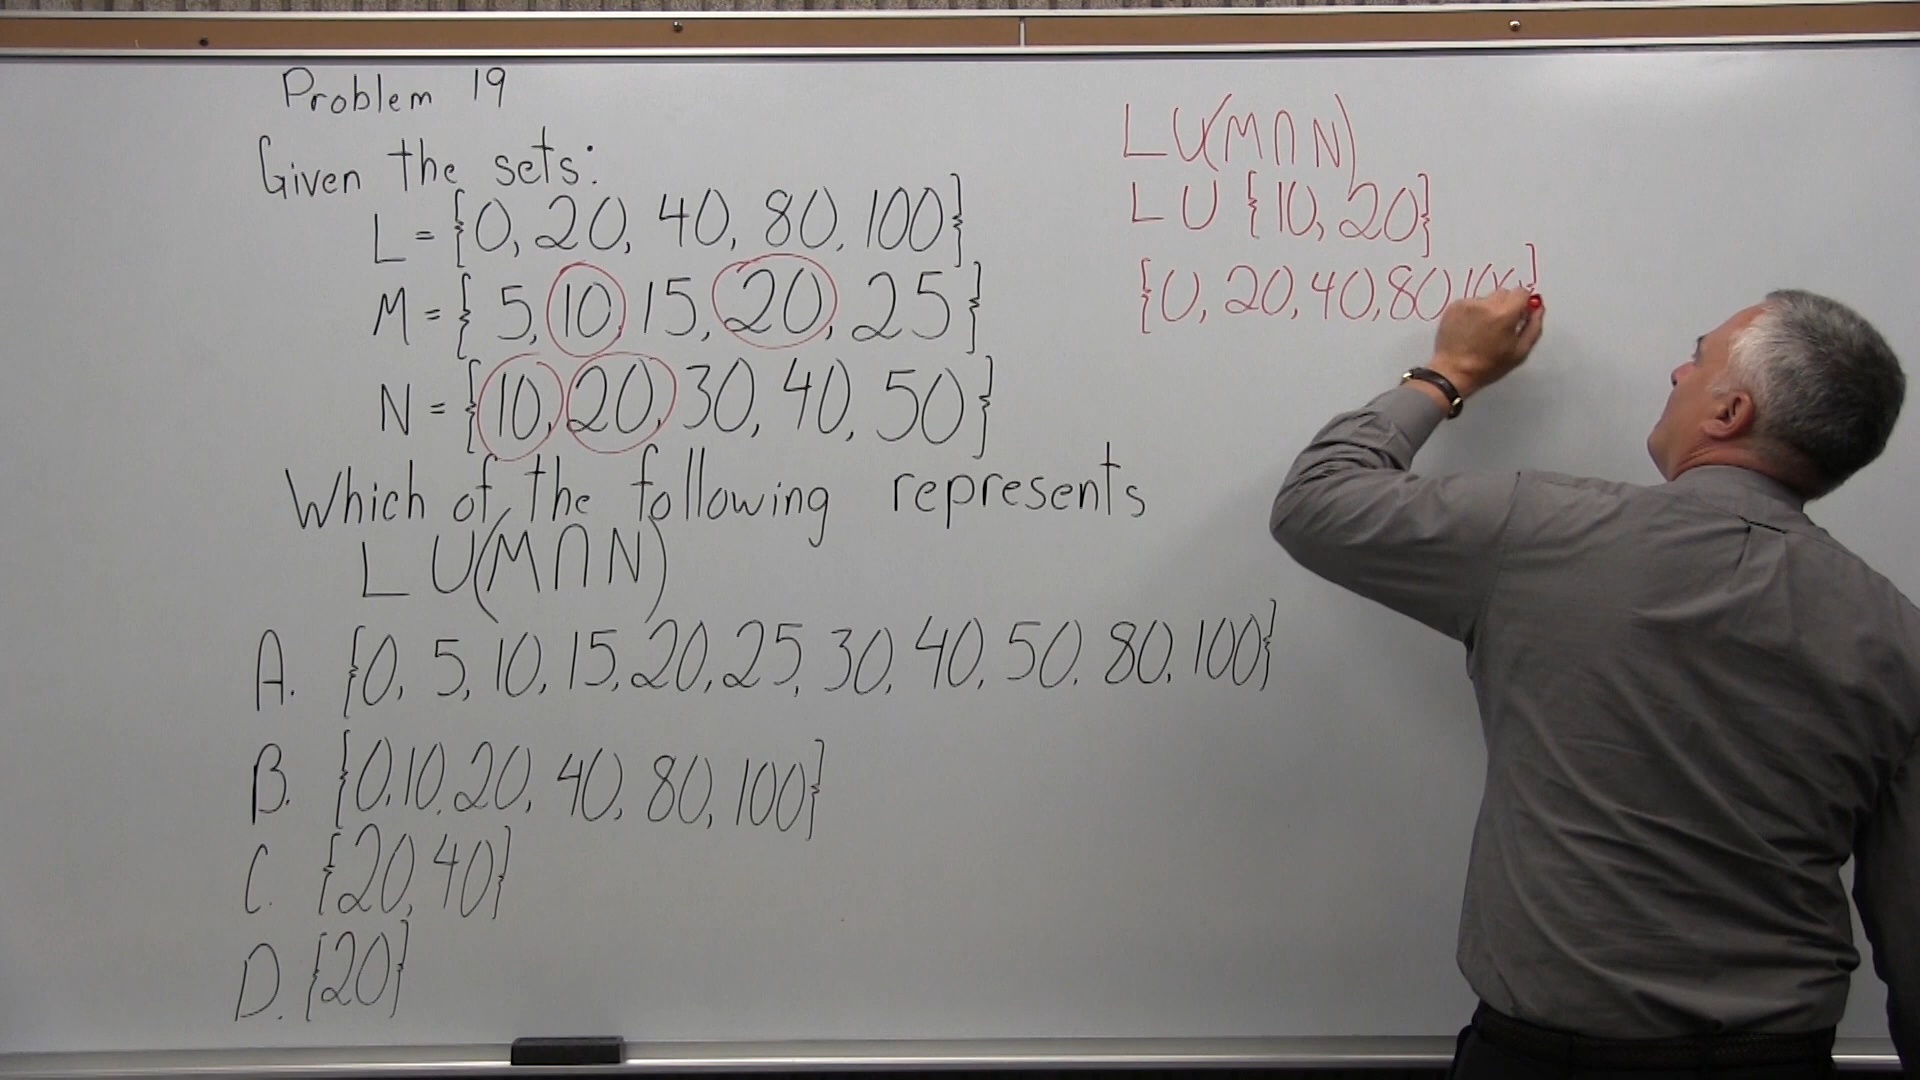 Problem 19
Given the sets:
L = {0, 20, 40, 80, 100}
M = { 5, 10, 15, 20, 25}
N = {10, 20, 30, 40, 50}
Which of the following represents
L ∪(M∩N)
A. {0, 5, 10, 15, 20, 25, 30, 40, 50, 80, 100}
B. {0,10,20, 40, 80, 100}
C. {20, 40}
D. {20}
L ∪(M∩N)
L ∪ {10, 20}
{0, 20, 40, 80, 100}